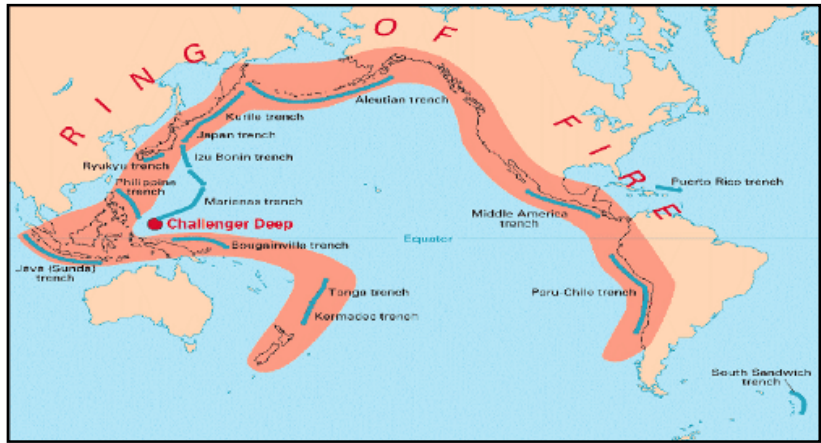 RING OF FIRE
Aleutian trench
Kurile trench
Japan trench
Izu Bonin trench
Ryukyu trench
Philippine
trench
Marianas trench
Challenger Deep
Bougainville trench
Equator
Java (Sunda)
trench
Tonga trench
Kermadec trench
Middle America
trench
Puerto Rico trench
Peru-Chile trench
South Sandwich
trench